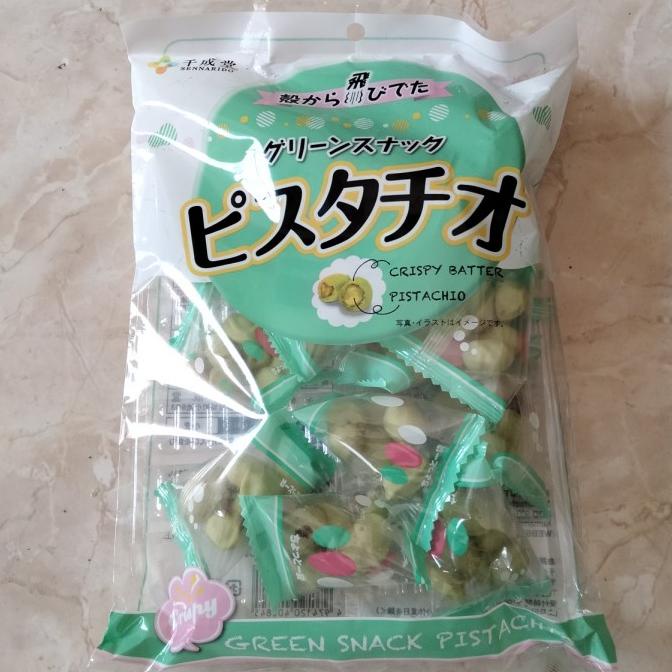 千成堂
SENNARIDO
殻から飛びでた
グリーンスナック
ピスタチオ
CRISPY BATTER
PISTACHIO
写真・イラストはイメージです。
GREEN SNACK PISTACH